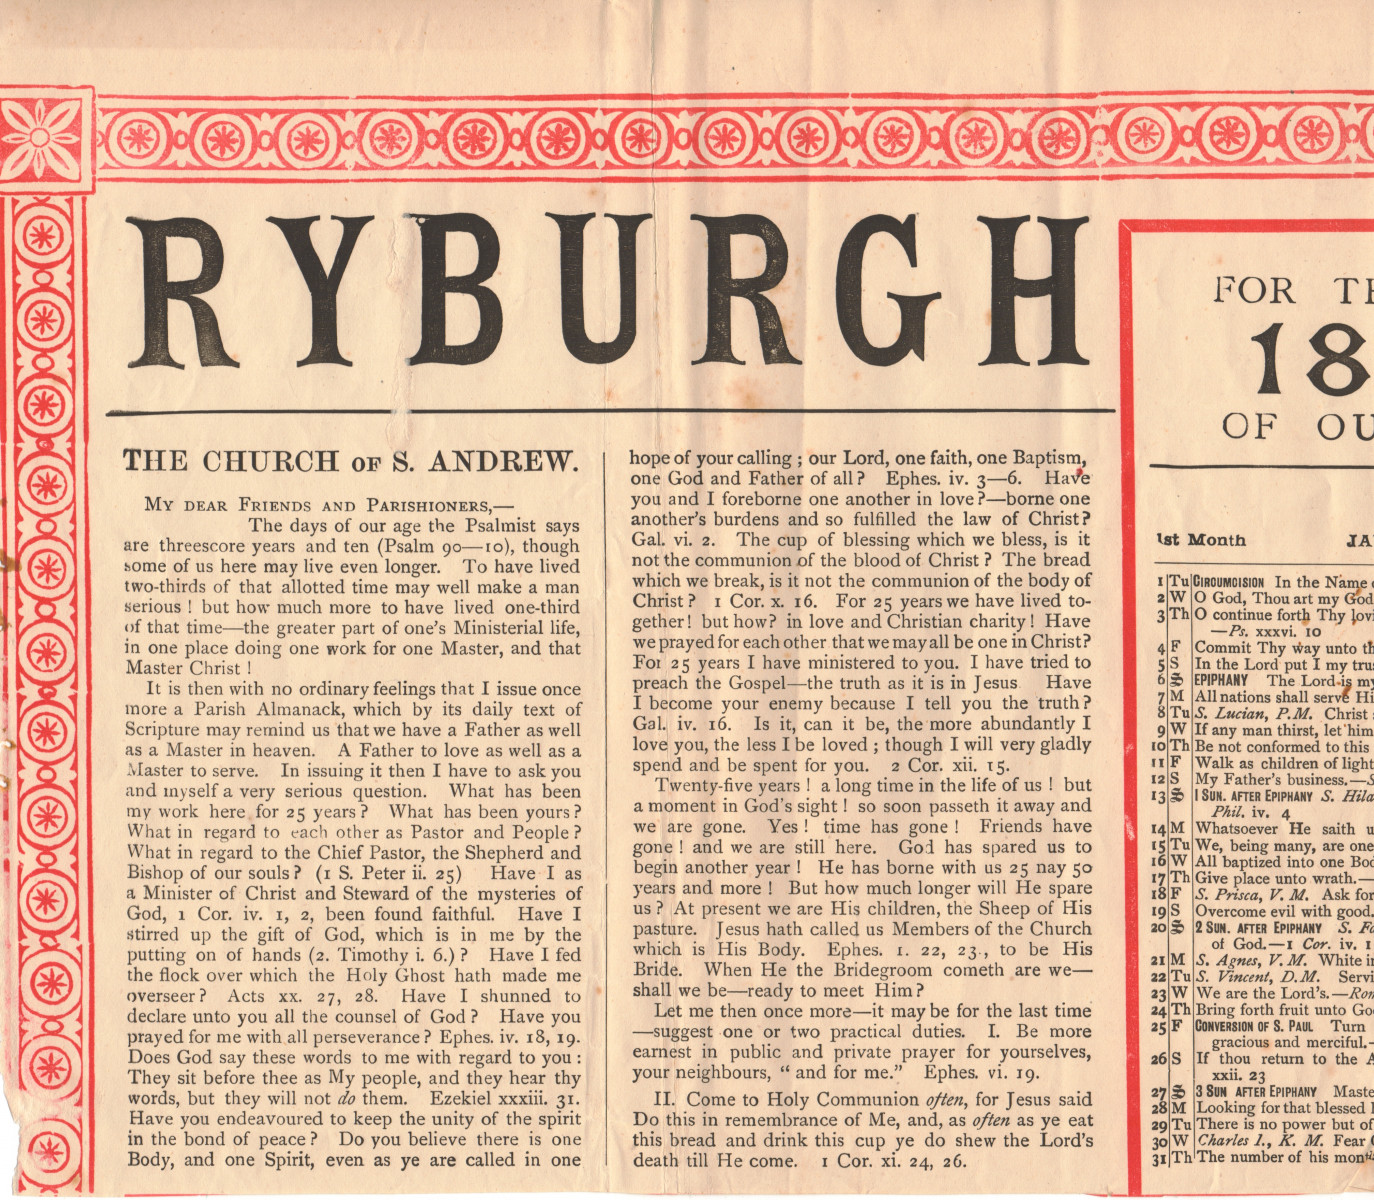 RYBURGH
THE CHURCH OF S. ANDREW.
MY DEAR FRIENDS AND PARISHIONERS,—
The days of our age the Psalmist says
are threescore years and ten (Psalm 90—10), though
some of us here may live even longer. To have lived
two-thirds of that allotted time may well make a man
serious ! but how much more to have lived one-third
of that time—the greater part of one's Ministerial life,
in one place doing one work for one Master, and that
Master Christ !
It is then with no ordinary feelings that I issue once
more a Parish Almanack, which by its daily text of
Scripture may remind us that we have a Father as well
as a Master in heaven. A Father to love as well as a
Master to serve. In issuing it then I have to ask you
and myself a very serious question. What has been
my work here for 25 years ? What has been yours ?
What in regard to each other as Pastor and People ?
What in regard to the Chief Pastor, the Shepherd and
Bishop of our souls ? (1 S. Peter ii. 25) Have I as
a Minister of Christ and Steward of the mysteries of
God, 1 Cor. iv. 1, 2, been found faithful. Have I
stirred up the gift of God, which is in me by the
putting on of hands (2. Timothy i. 6.) ? Have I fed
the flock over which the Holy Ghost hath made me
overseer ? Acts xx. 27, 28. Have I shunned to
declare unto you all the counsel of God ? Have you
prayed for me with all perseverance ? Ephes. iv. 18, 19.
Does God say these words to me with regard to you :
They sit before thee as My people, and they hear thy
words, but they will not do them. Ezekiel xxxiii. 31.
Have you endeavoured to keep the unity of the spirit
in the bond of peace ? Do you believe there is one
Body, and one Spirit, even as ye are called in one
hope of your calling ; our Lord, one faith, one Baptism,
one God and Father of all ? Ephes. iv. 3—6. Have
you and I foreborne one another in love ?—borne one
another's burdens and so fulfilled the law of Christ ?
Gal. vi. 2. The cup of blessing which we bless, is it
not the communion of the blood of Christ ? The bread
which we break, is it not the communion of the body of
Christ ? 1 Cor. x. 16. For 25 years we have lived to-
gether! but how? in love and Christian charity! Have
we prayed for each other that we may all be one in Christ?
For 25 years I have ministered to you. I have tried to
preach the Gospel—the truth as it is in Jesus Have
I become your enemy because I tell you the truth ?
Gal. iv. 16. Is it, can it be, the more abundantly I
love you, the less I be loved ; though I will very gladly
spend and be spent for you. 2 Cor. xii. 15.
Twenty-five years ! a long time in the life of us ! but
a moment in God's sight ! so soon passeth it away and
we are gone. Yes ! time has gone ! Friends have
gone ! and we are still here. God has spared us to
begin another year ! He has borne with us 25 nay 50
years and more ! But how much longer will He spare
us ? At present we are His children, the Sheep of His
pasture. Jesus hath called us Members of the Church
which is His Body. Ephes. 1. 22, 23., to be His
Bride. When He the Bridegroom cometh are we—
shall we be—ready to meet Him ?
Let me then once more—it may be for the last time
—suggest one or two practical duties. I. Be more
earnest in public and private prayer for yourselves,
your neighbours, “ and for me.” Ephes. vi. 19.
II. Come to Holy Communion often, for Jesus said
Do this in remembrance of Me, and, as often as ye eat
this bread and drink this cup ye do shew the Lord's
death till He come. 1 Cor. xi. 24, 26.
FOR TH
18
OF OU
1st Month JA
1 Tu CIRCUMCISION In the Name
2 W O God, Thou art my God
3 Th O continue forth Thy lovi
—Ps. xxxvi. 10
4 F Commit Thy way unto th
5 S In the Lord put I my trus
6 S EPIPHANY The Lord is my
7 M All nations shall serve Hi
8 Tu S. Lucian, P.M. Christ
9 W If any man thirst, let him
10 Th Be not conformed to this
11 F Walk as children of light
12 S My Father's business.—S
13 S 1 SUN. AFTER EPIPHANY S. Hila
Phil. iv. 4
14 M Whatsoever He saith u
15 Tu We, being many, are one
16 W All baptized into one Bod
17 Th Give place unto wrath.—
18 F S. Prisca, V. M. Ask for
19 S Overcome evil with good.
20 S 2 SUN. AFTER EPIPHANY S. Fa
of God.—1 Cor. iv. 1
21 M S. Agnes, V. M. White in
22 Tu S. Vincent, D.M. Servi
23 W We are the Lord's.—Rom
24 Th Bring forth fruit unto Go
25 F CONVERSION OF S. PAUL Turn
gracious and merciful.—
26 S If thou return to the A
xxii. 23
27 S 3 SUN AFTER EPIPHANY Maste
28 M Looking for that blessed
29 Tu There is no power but of
30 W Charles I., K. M. Fear
31 Th The number of his mont